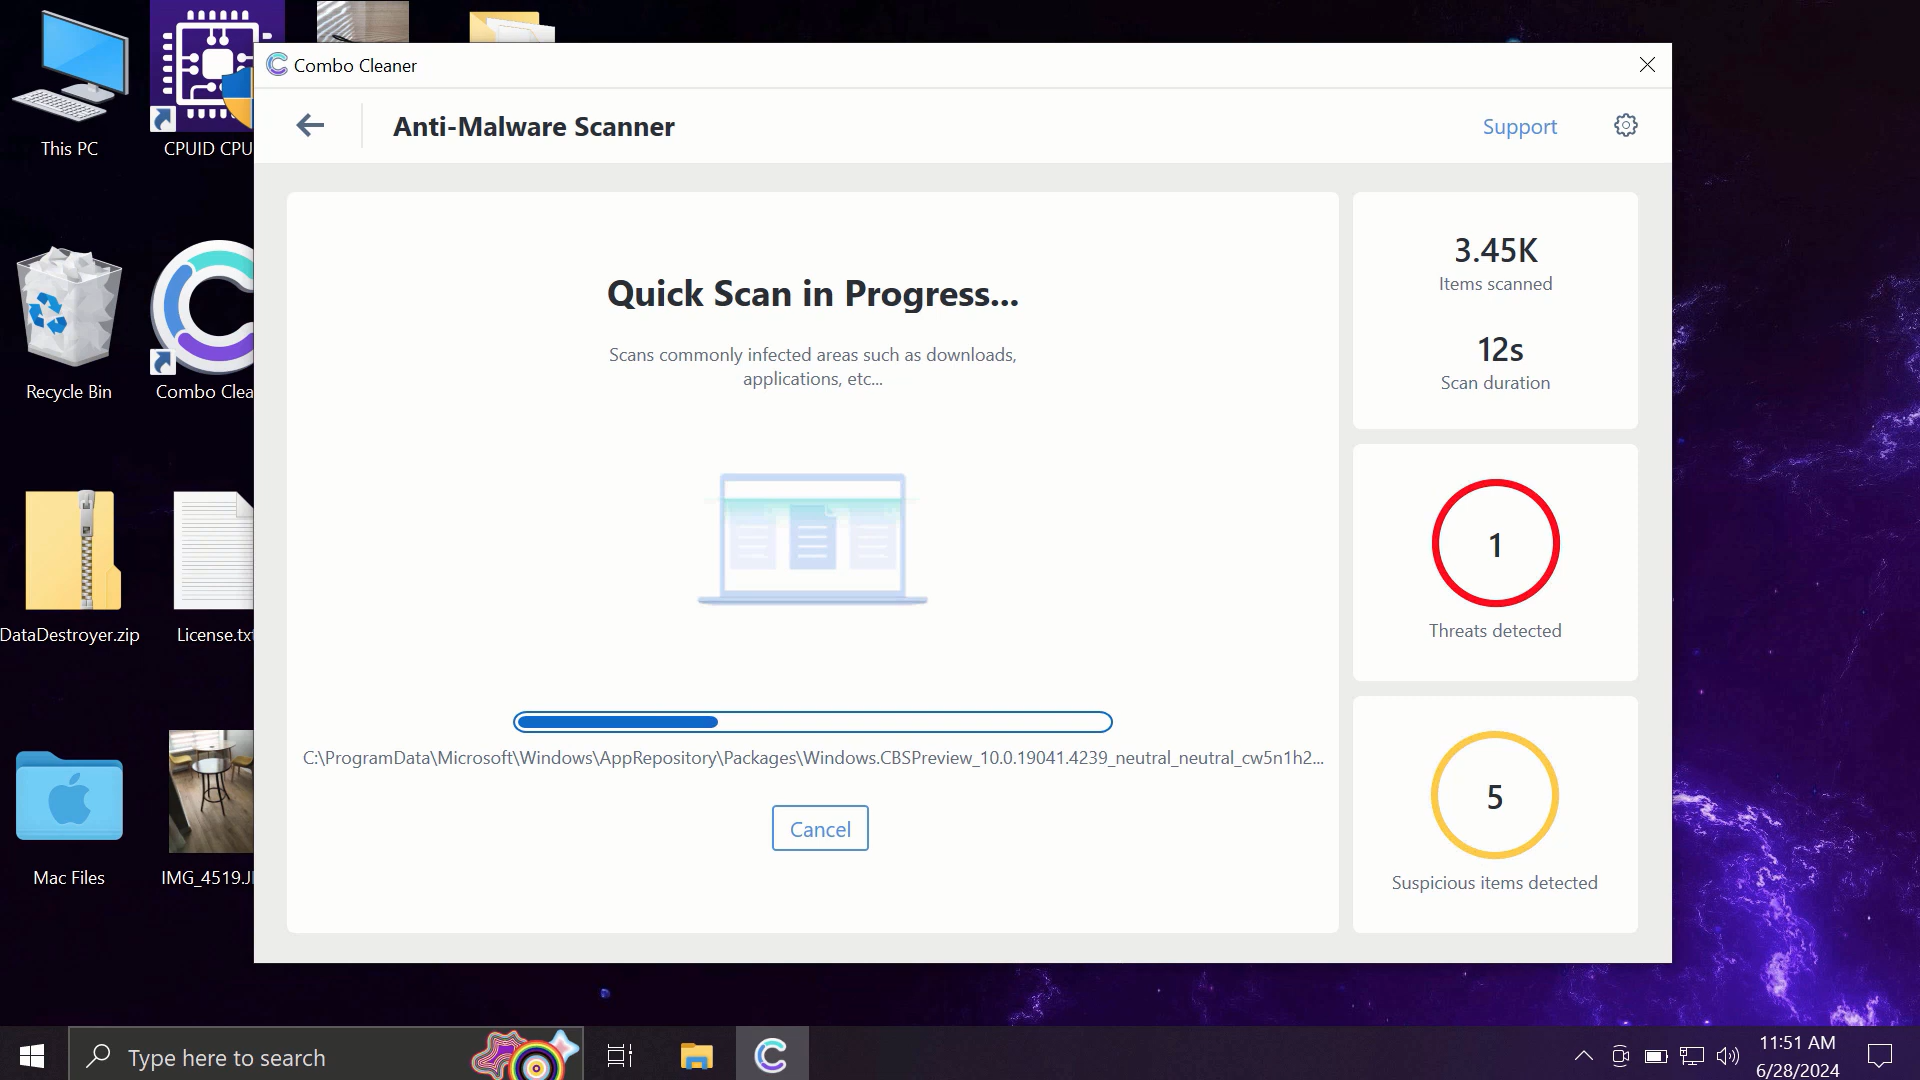 Combo Cleaner
Anti-Malware Scanner
Support
Quick Scan in Progress...
Scans commonly infected areas such as downloads,
applications, etc...
C:\ProgramData\Microsoft\Windows\AppRepository\Packages\Windows.CBSPreview_10.0.19041.4239_neutral_neutral_cw5n1h2...
Cancel
3.45K
Items scanned
12s
Scan duration
1
Threats detected
5
Suspicious items detected
This PC
CPUID CPU
Recycle Bin
Combo Clea
DataDestroyer.zip
License.txt
Mac Files
IMG_4519.J
Type here to search
11:51 AM
6/28/2024